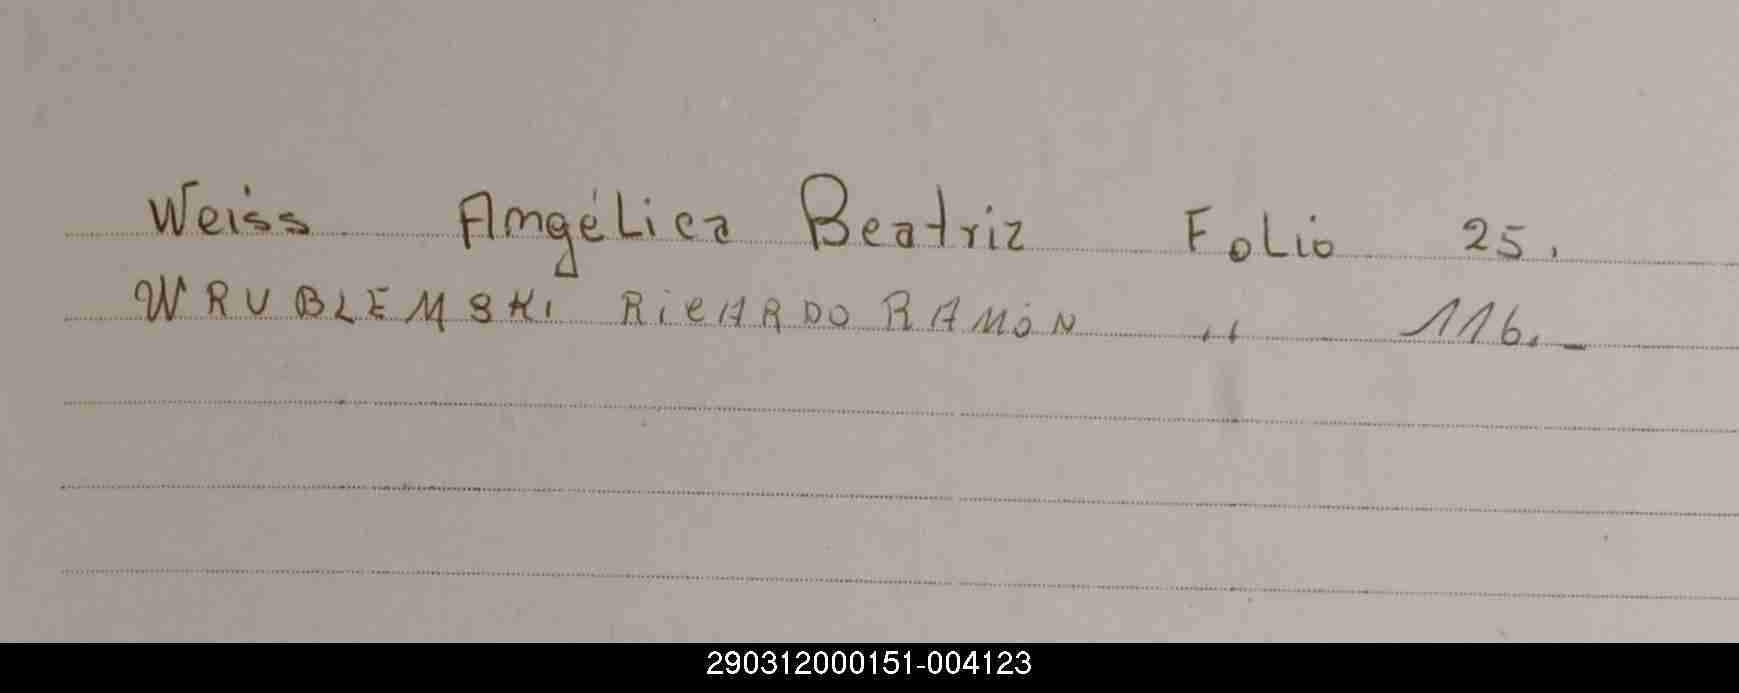 Weiss Angélica Beatriz Folio 25.
WRUBLEMSKI RiCARDO RAMÓN ,, 116._
290312000151-004123